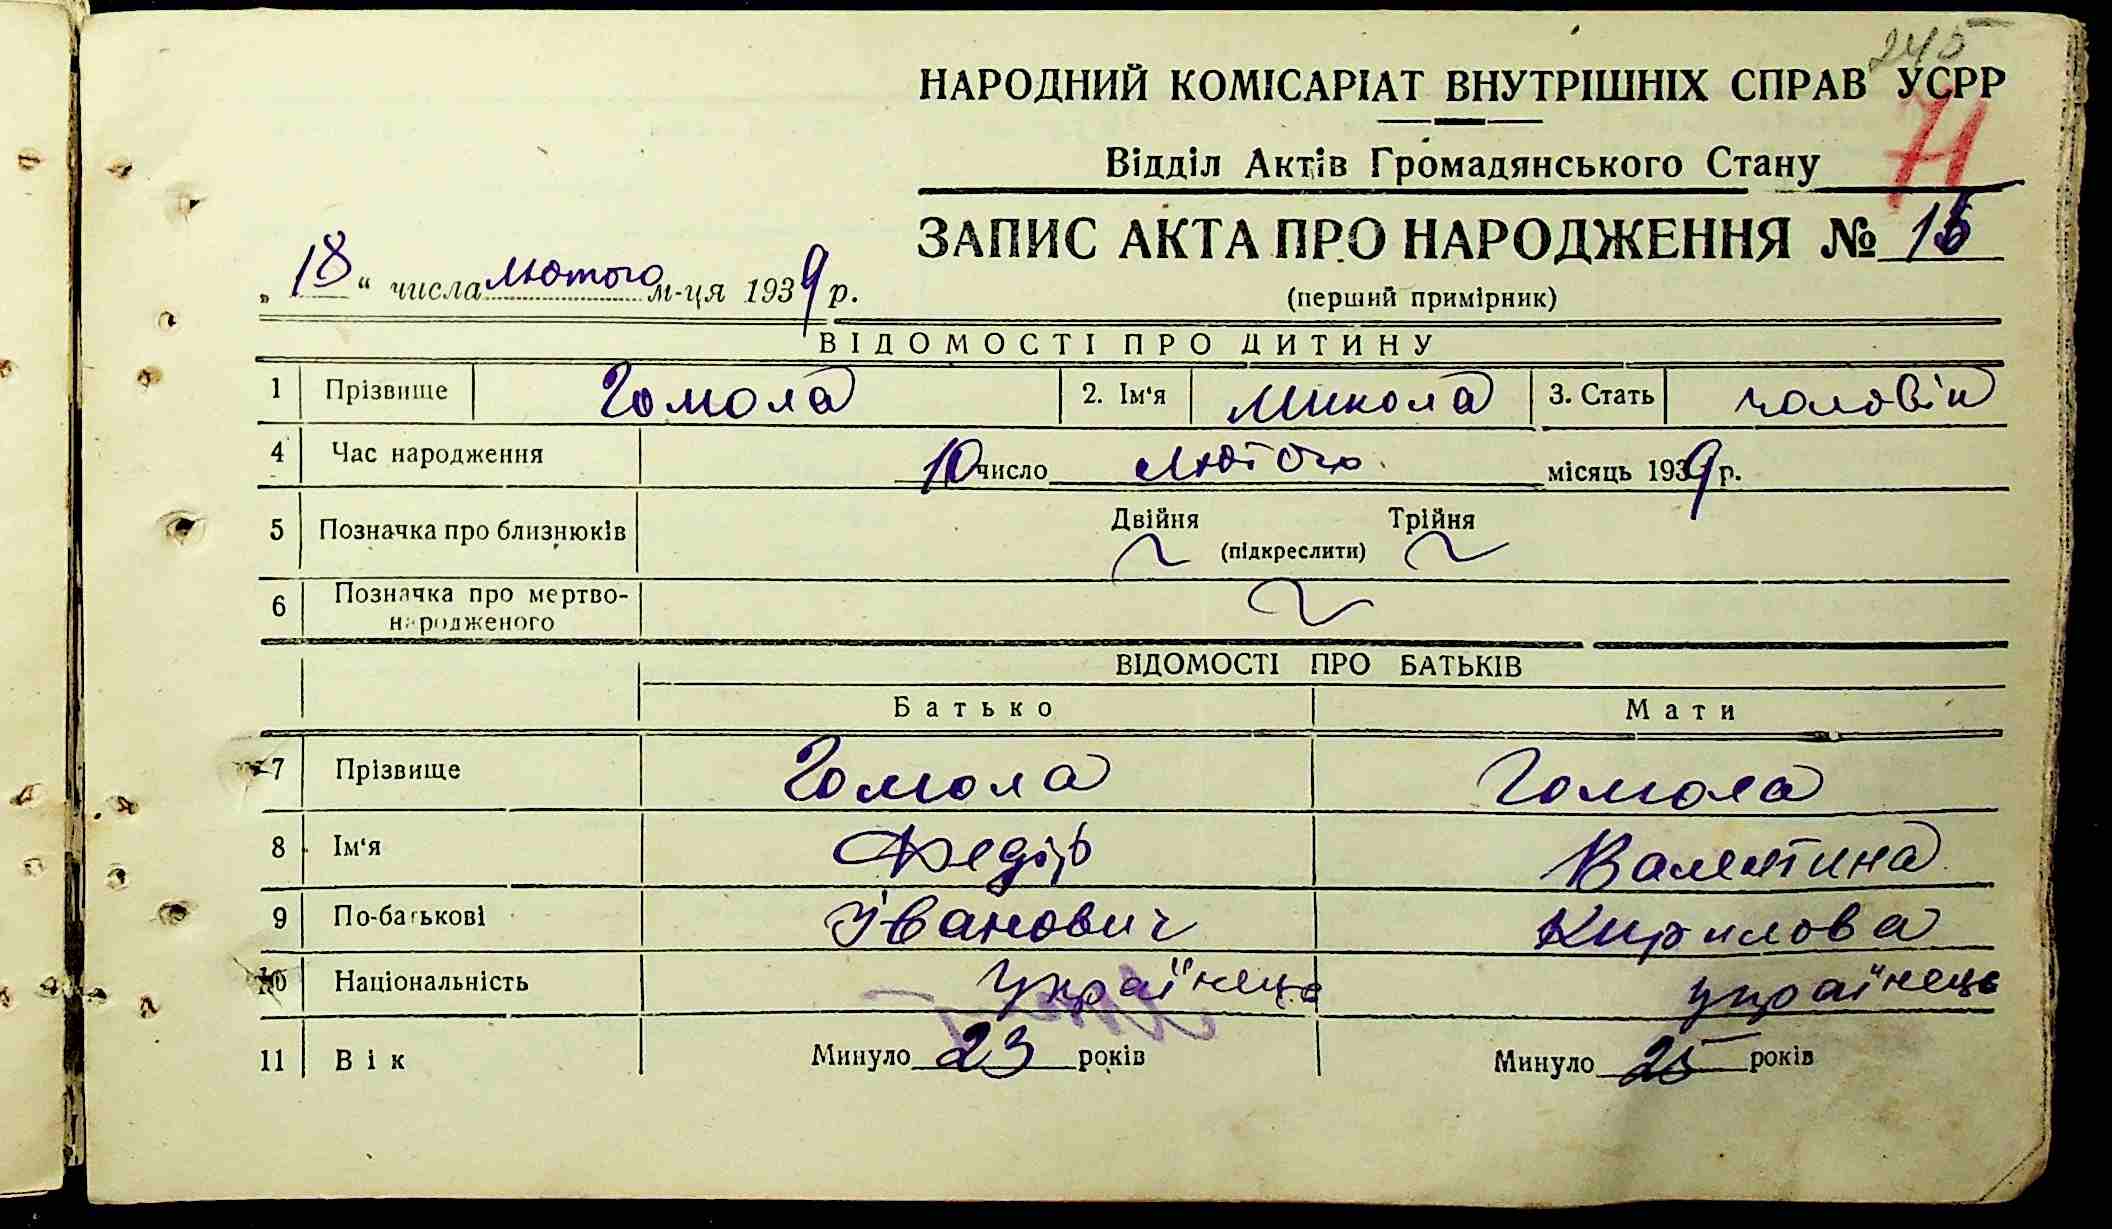 245
НАРОДНИЙ КОМІСАРІАТ ВНУТРІШНІХ СПРАВ УСРР
71
Відділ Актів Громадянського Стану
ЗАПИС АКТА ПРО НАРОДЖЕННЯ № 15
„ 18 “ числа лютого м-ця 1939 р.
(перший примірник)
ВІДОМОСТІ ПРО ДИТИНУ
1 Прізвище Гомола 2. Ім'я Микола 3. Стать чоловіч
4 Час народження 10 число лютого місяць 1939 р.
5 Позначка про близнюків Двійня (підкреслити) Трійня
6 Позначка про мертво-
народженого
ВІДОМОСТІ ПРО БАТЬКІВ
Батько Мати
7 Прізвище Гомола Гомола
8 Ім'я Федір Валентина
9 По-батькові Іванович Кирилова
10 Національність українець українець
11 Вік Минуло 23 років Минуло 25 років